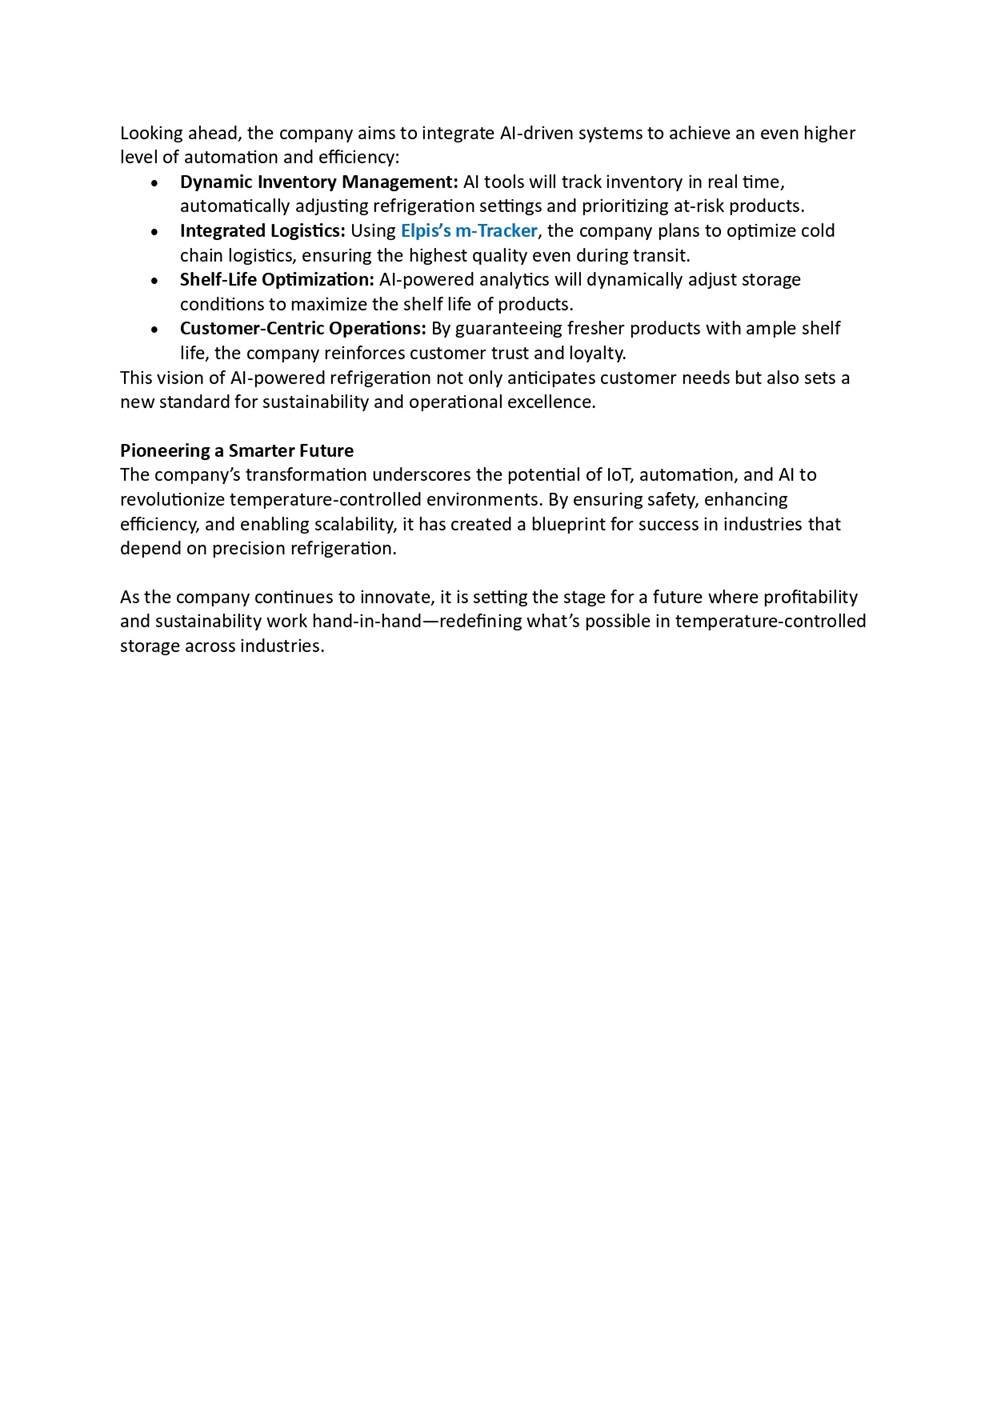 Looking ahead, the company aims to integrate AI-driven systems to achieve an even higher
level of automation and efficiency:
• Dynamic Inventory Management: AI tools will track inventory in real time,
automatically adjusting refrigeration settings and prioritizing at-risk products.
• Integrated Logistics: Using Elpis’s m-Tracker, the company plans to optimize cold
chain logistics, ensuring the highest quality even during transit.
• Shelf-Life Optimization: AI-powered analytics will dynamically adjust storage
conditions to maximize the shelf life of products.
• Customer-Centric Operations: By guaranteeing fresher products with ample shelf
life, the company reinforces customer trust and loyalty.
This vision of AI-powered refrigeration not only anticipates customer needs but also sets a
new standard for sustainability and operational excellence.
Pioneering a Smarter Future
The company’s transformation underscores the potential of IoT, automation, and AI to
revolutionize temperature-controlled environments. By ensuring safety, enhancing
efficiency, and enabling scalability, it has created a blueprint for success in industries that
depend on precision refrigeration.
As the company continues to innovate, it is setting the stage for a future where profitability
and sustainability work hand-in-hand—redefining what’s possible in temperature-controlled
storage across industries.